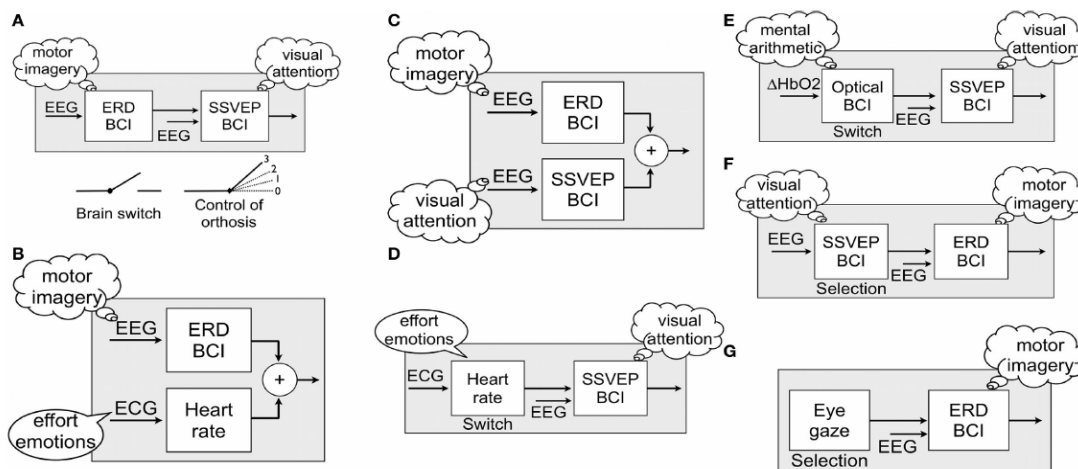 A
motor
imagery
visual
attention
EEG
ERD
BCI
EEG
SSVEP
BCI
3
2
1
0
Brain switch
Control of
orthosis
B
motor
imagery
EEG
ERD
BCI
+
ECG
Heart
rate
effort
emotions
C
motor
imagery
EEG
ERD
BCI
+
EEG
SSVEP
BCI
visual
attention
D
effort
emotions
visual
attention
ECG
Heart
rate
Switch
EEG
SSVEP
BCI
E
mental
arithmetic
visual
attention
ΔHbO2
Optical
BCI
Switch
EEG
SSVEP
BCI
F
visual
attention
motor
imagery
EEG
SSVEP
BCI
Selection
EEG
ERD
BCI
G
motor
imagery
Eye
gaze
Selection
EEG
ERD
BCI